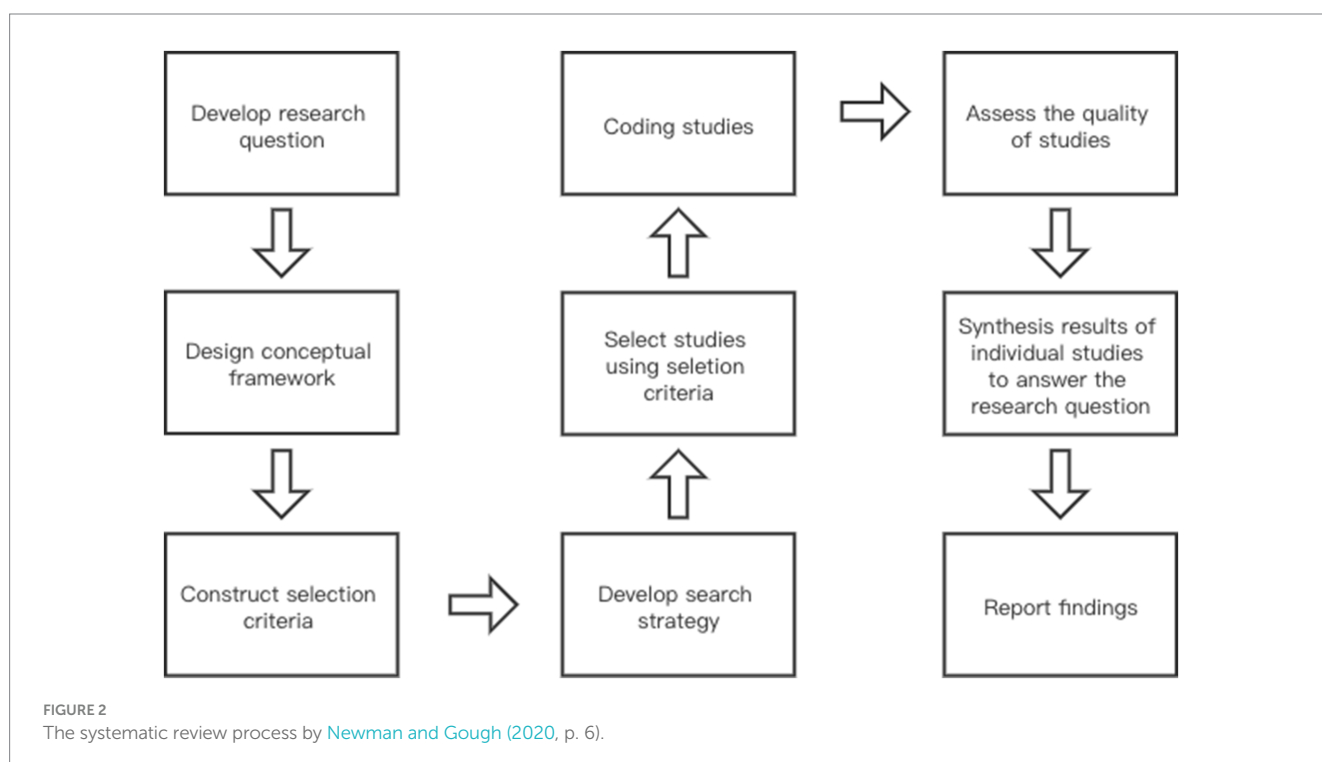 Develop research
question
Design conceptual
framework
Construct selection
criteria
Develop search
strategy
Select studies
using seletion
criteria
Coding studies
Assess the quality
of studies
Synthesis results of
individual studies
to answer the
research question
Report findings
FIGURE 2
The systematic review process by Newman and Gough (2020, p. 6).